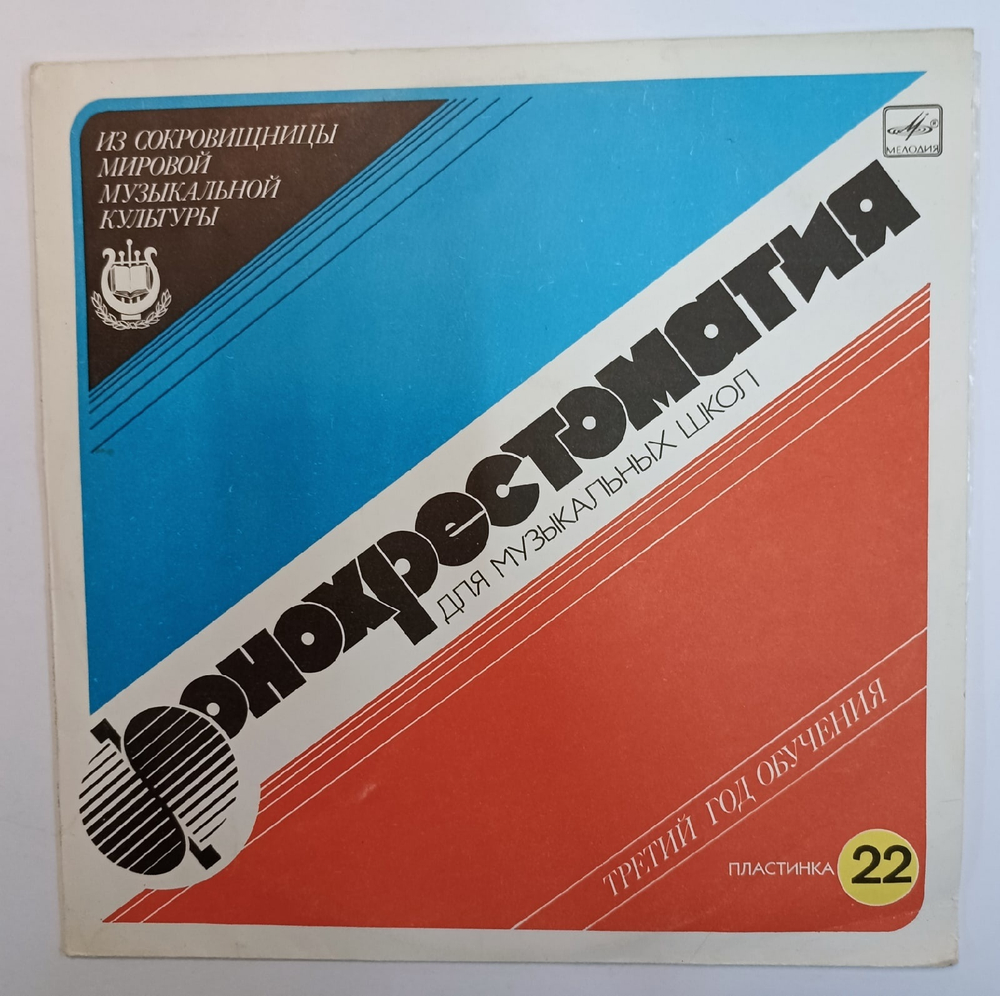 ИЗ СОКРОВИЩНИЦЫ
МИРОВОЙ
МУЗЫКАЛЬНОЙ
КУЛЬТУРЫ
МЕЛОДИЯ
Фонохрестоматия
ДЛЯ МУЗЫКАЛЬНЫХ ШКОЛ
ТРЕТИЙ ГОД ОБУЧЕНИЯ
ПЛАСТИНКА 22